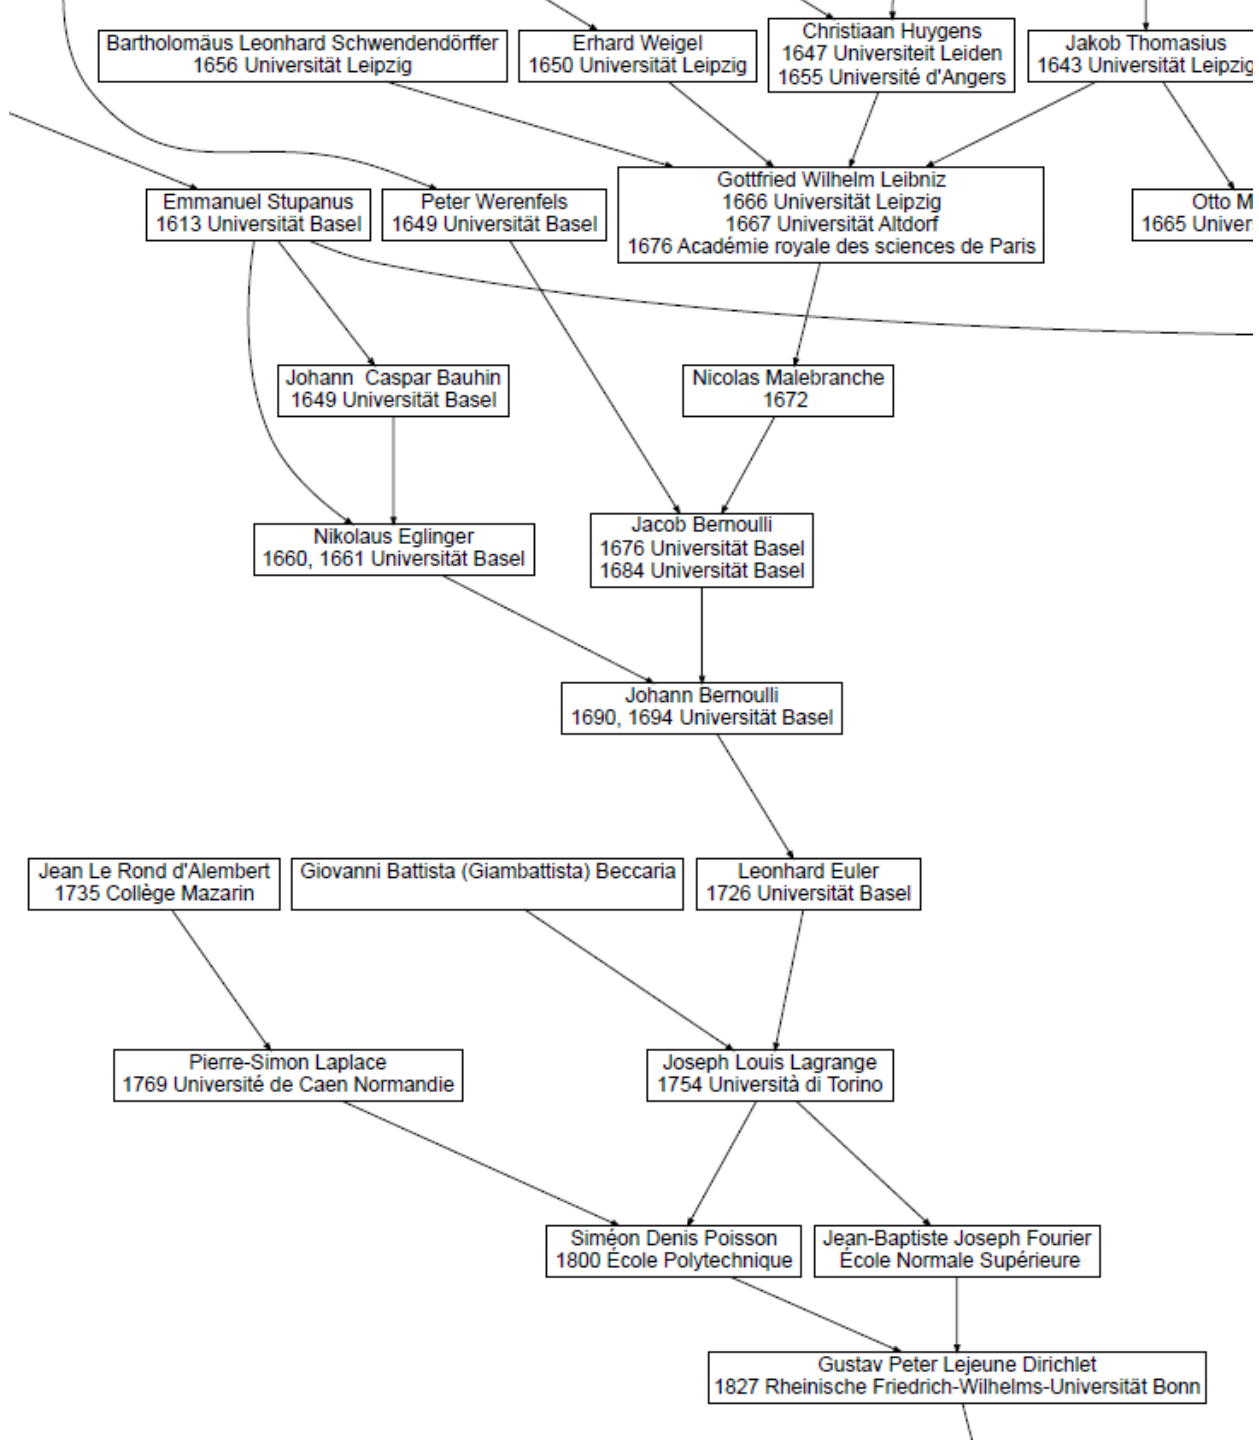 Bartholomäus Leonhard Schwendendörffer
1656 Universität Leipzig
Erhard Weigel
1650 Universität Leipzig
Christiaan Huygens
1647 Universiteit Leiden
1655 Université d'Angers
Jakob Thomasius
1643 Universität Leipzig
Emmanuel Stupanus
1613 Universität Basel
Peter Werenfels
1649 Universität Basel
Gottfried Wilhelm Leibniz
1666 Universität Leipzig
1667 Universität Altdorf
1676 Académie royale des sciences de Paris
Otto M
1665 Univer
Johann  Caspar Bauhin
1649 Universität Basel
Nicolas Malebranche
1672
Nikolaus Eglinger
1660, 1661 Universität Basel
Jacob Bernoulli
1676 Universität Basel
1684 Universität Basel
Johann Bernoulli
1690, 1694 Universität Basel
Jean Le Rond d'Alembert
1735 Collège Mazarin
Giovanni Battista (Giambattista) Beccaria
Leonhard Euler
1726 Universität Basel
Pierre-Simon Laplace
1769 Université de Caen Normandie
Joseph Louis Lagrange
1754 Università di Torino
Siméon Denis Poisson
1800 École Polytechnique
Jean-Baptiste Joseph Fourier
École Normale Supérieure
Gustav Peter Lejeune Dirichlet
1827 Rheinische Friedrich-Wilhelms-Universität Bonn